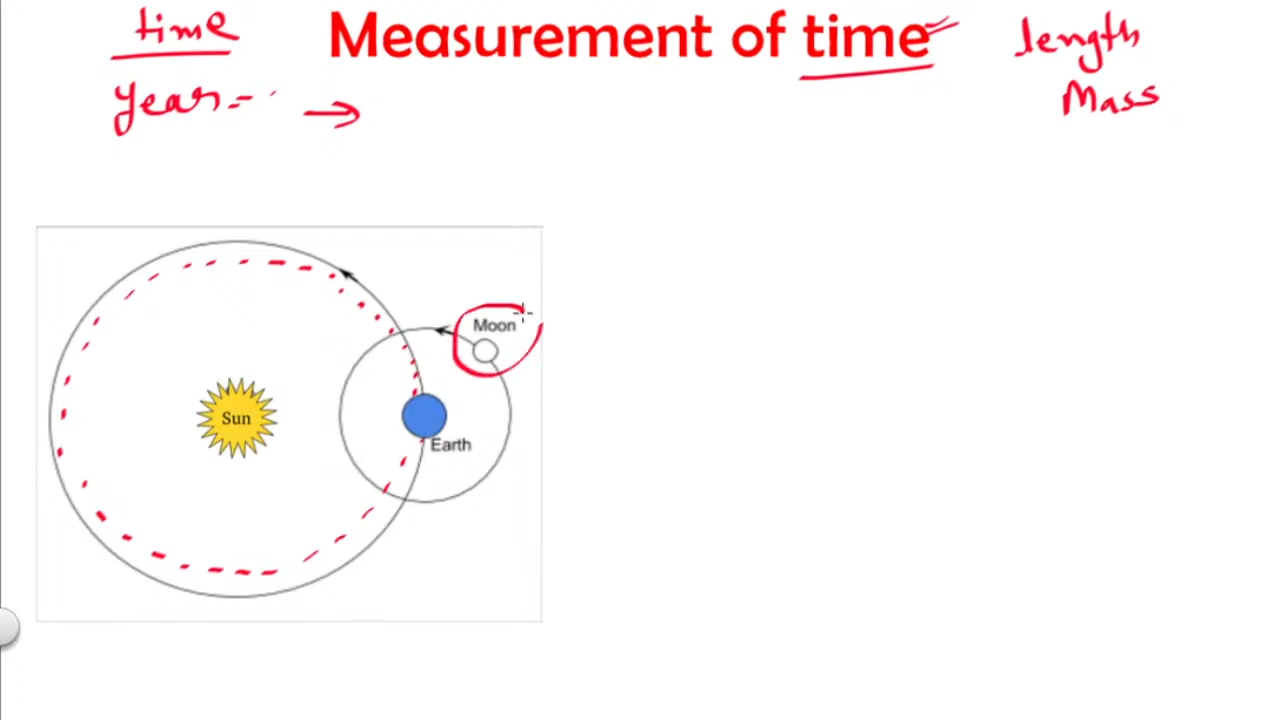 time
Measurement of time
length
Mass
year = →
Moon
Sun
Earth